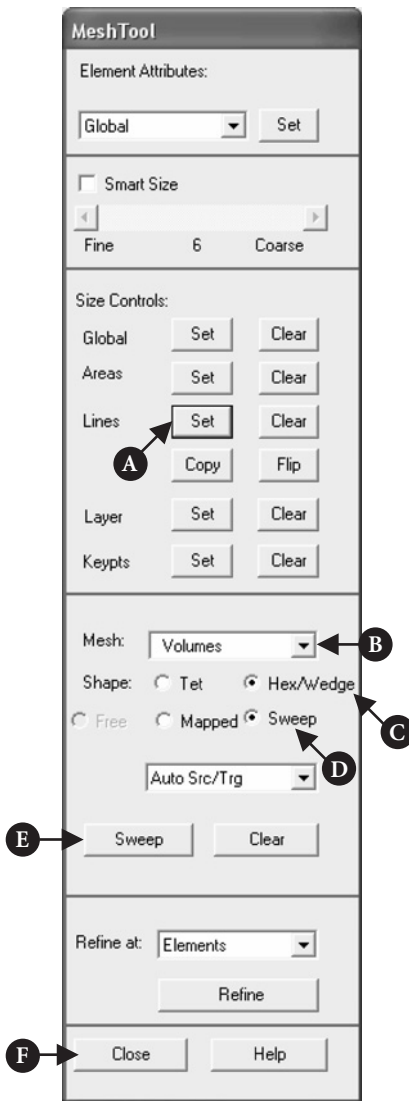 MeshTool
Element Attributes:
Global Set
Smart Size
Fine 6 Coarse
Size Controls:
Global Set Clear
Areas Set Clear
Lines Set Clear
A
Copy Flip
Layer Set Clear
Keypts Set Clear
Mesh: Volumes B
Shape: Tet Hex/Wedge
C
Free Mapped Sweep
D
Auto Src/Trg
E Sweep Clear
Refine at: Elements
Refine
F Close Help